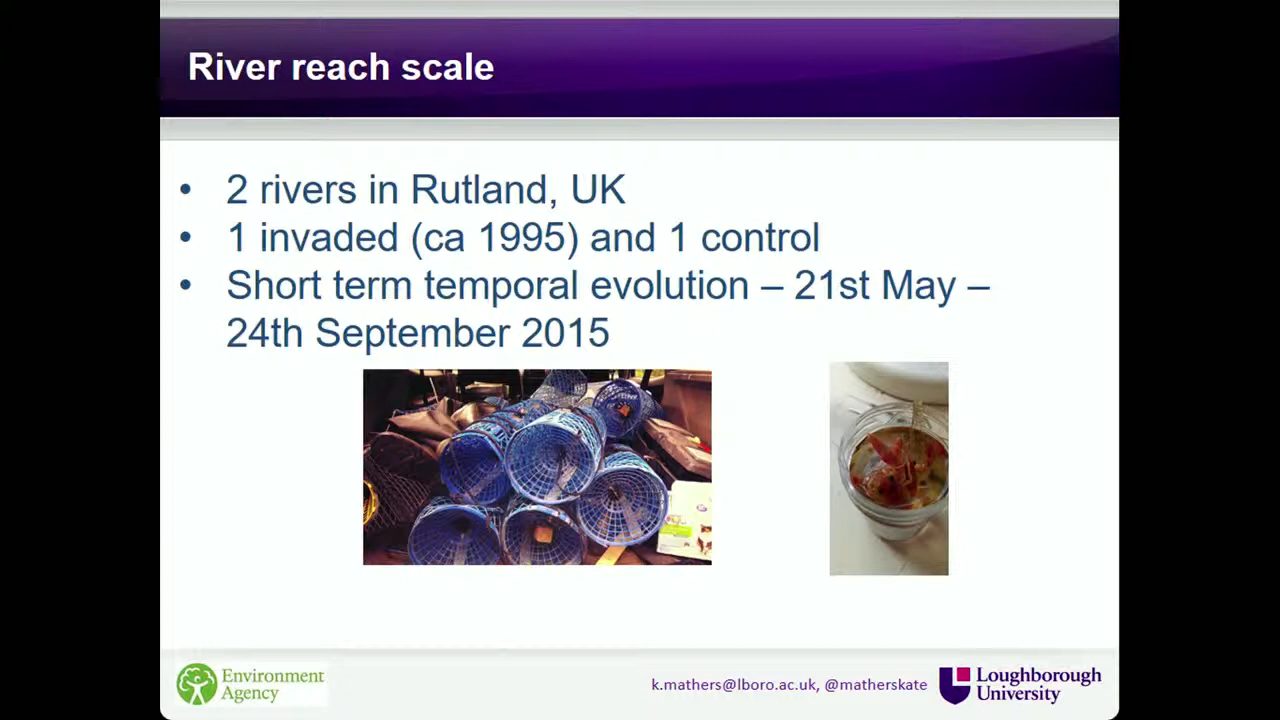 River reach scale
• 2 rivers in Rutland, UK
• 1 invaded (ca 1995) and 1 control
• Short term temporal evolution – 21st May –
24th September 2015
Environment
Agency
k.mathers@lboro.ac.uk, @matherskate
Loughborough
University